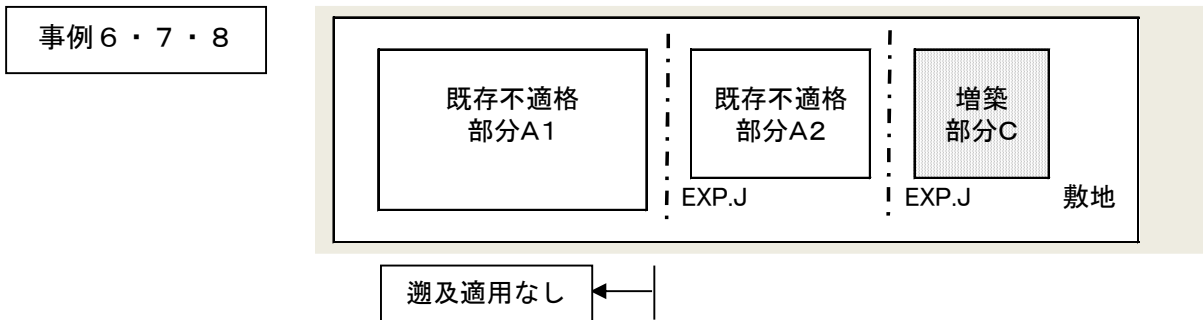 事例６・７・８
既存不適格
部分A1
既存不適格
部分A2
増築
部分C
EXP.J
EXP.J
敷地
遡及適用なし